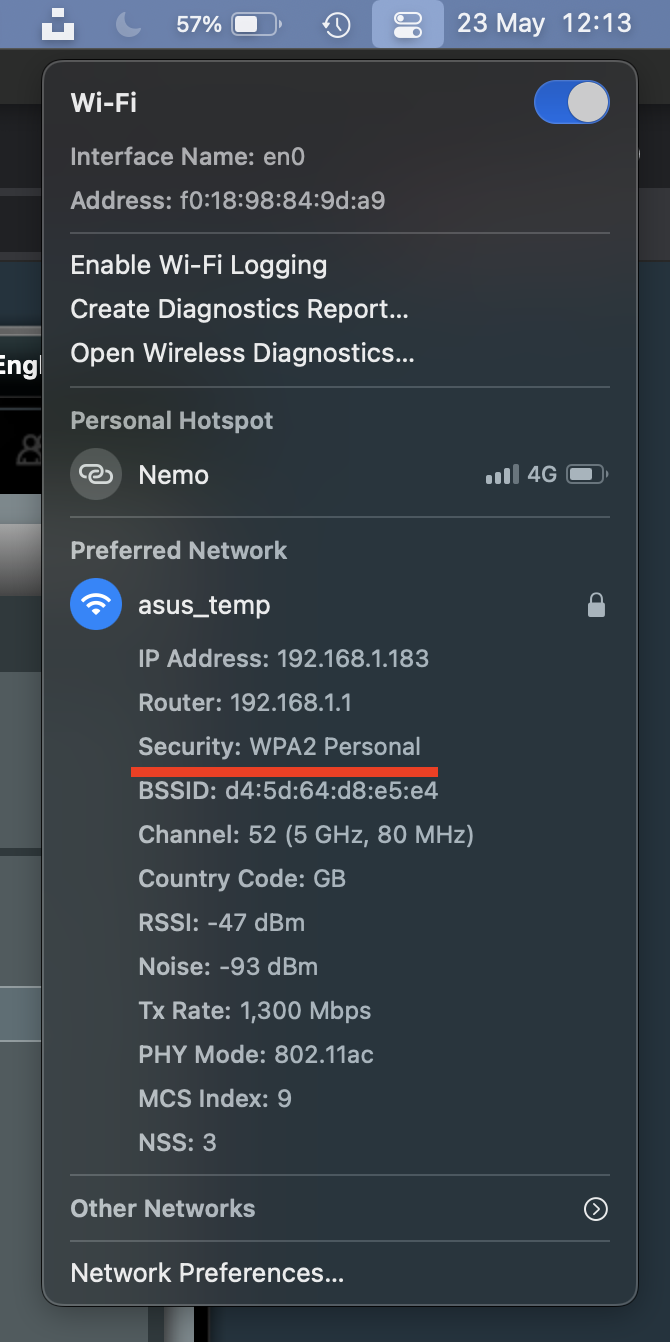 57%
23 May 12:13
Wi-Fi
Interface Name: en0
Address: f0:18:98:84:9d:a9
Enable Wi-Fi Logging
Create Diagnostics Report...
Open Wireless Diagnostics...
Engl
Personal Hotspot
Nemo
4G
Preferred Network
asus_temp
IP Address: 192.168.1.183
Router: 192.168.1.1
Security: WPA2 Personal
BSSID: d4:5d:64:d8:e5:e4
Channel: 52 (5 GHz, 80 MHz)
Country Code: GB
RSSI: -47 dBm
Noise: -93 dBm
Tx Rate: 1,300 Mbps
PHY Mode: 802.11ac
MCS Index: 9
NSS: 3
Other Networks
Network Preferences...